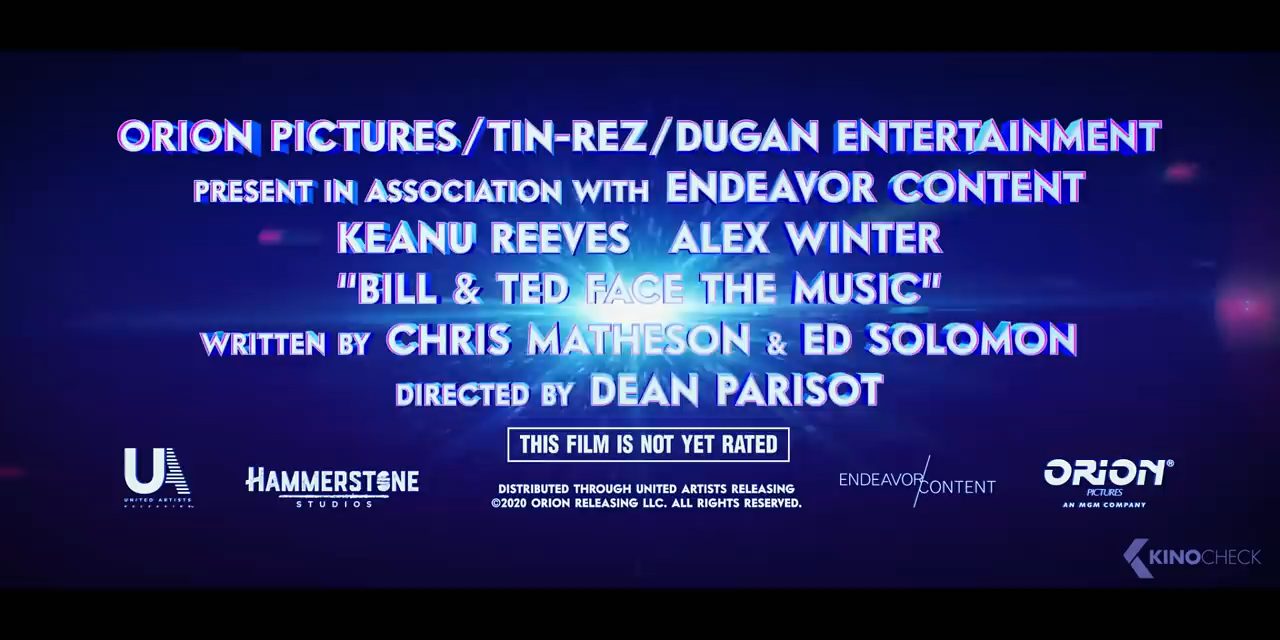 ORION PICTURES/TIN-REZ/DUGAN ENTERTAINMENT
PRESENT IN ASSOCIATION WITH ENDEAVOR CONTENT
KEANU REEVES ALEX WINTER
"BILL & TED FACE THE MUSIC"
WRITTEN BY CHRIS MATHESON & ED SOLOMON
DIRECTED BY DEAN PARISOT
THIS FILM IS NOT YET RATED
UA
UNITED ARTISTS
RELEASING
HAMMERSTONE
STUDIOS
DISTRIBUTED THROUGH UNITED ARTISTS RELEASING
©2020 ORION RELEASING LLC. ALL RIGHTS RESERVED.
ENDEAVOR/CONTENT
ORION®
PICTURES
AN MGM COMPANY
KINOCHECK